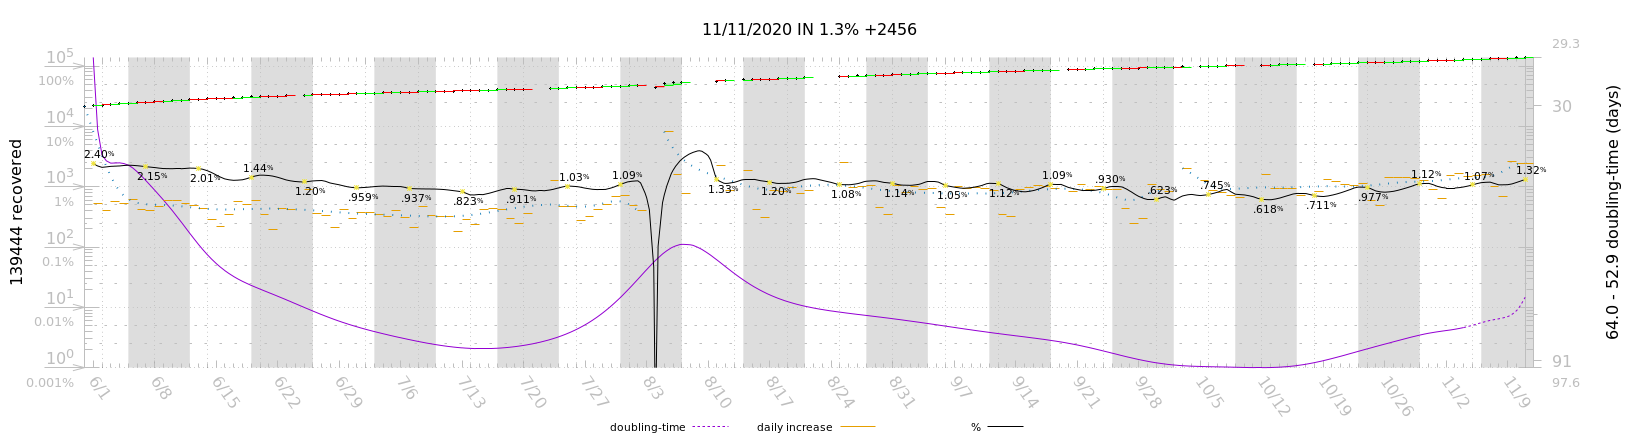 11/11/2020 IN 1.3% +2456
139444 recovered
10⁵
100%
10⁴
10%
10³
1%
10²
0.1%
10¹
0.01%
10⁰
0.001%
29.3
30
91
97.6
64.0 - 52.9 doubling-time (days)
2.40% 2.15% 2.01% 1.44% 1.20% .959% .937% .823% .911% 1.03% 1.09% 1.33% 1.20% 1.08% 1.14% 1.05% 1.12% 1.09% .930% .623% .745% .618% .711% .977% 1.12% 1.07% 1.32%
6/1 6/8 6/15 6/22 6/29 7/6 7/13 7/20 7/27 8/3 8/10 8/17 8/24 8/31 9/7 9/14 9/21 9/28 10/5 10/12 10/19 10/26 11/2 11/9
doubling-time daily increase %